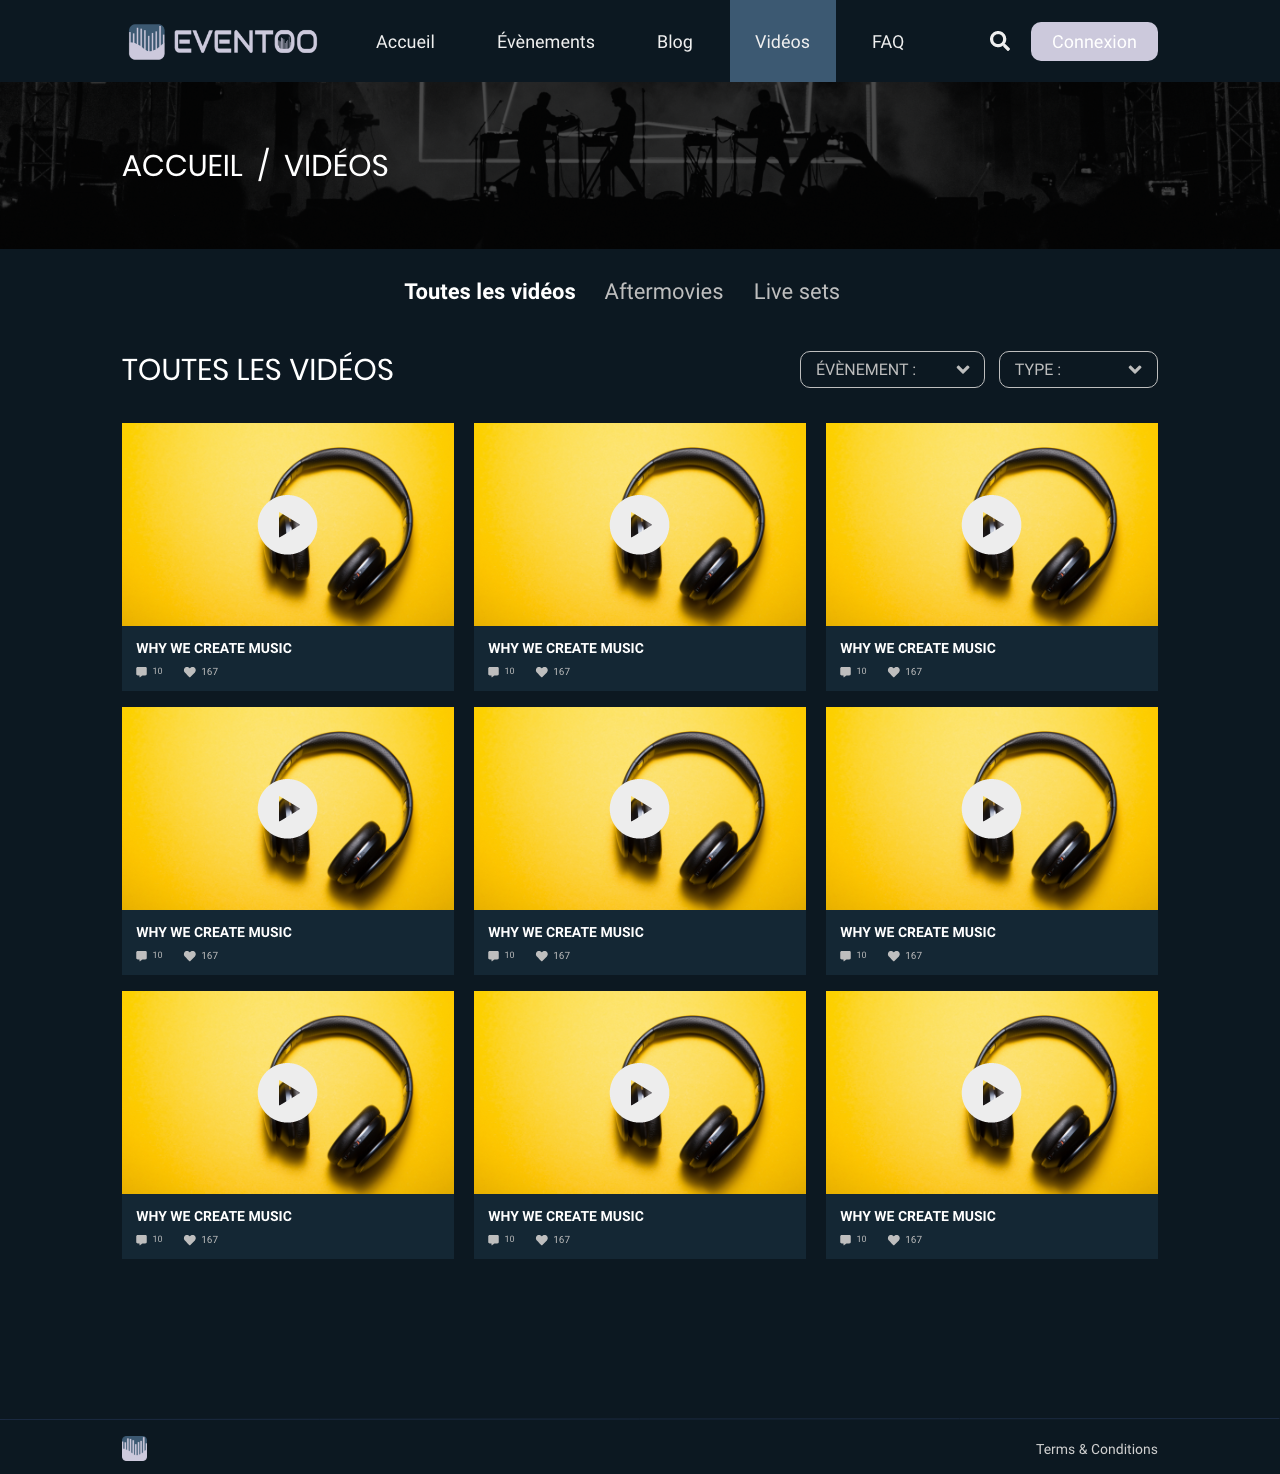 EVENTOO
Accueil Évènements Blog Vidéos FAQ Connexion
ACCUEIL / VIDÉOS
Toutes les vidéos Aftermovies Live sets
TOUTES LES VIDÉOS
ÉVÈNEMENT : TYPE :
WHY WE CREATE MUSIC WHY WE CREATE MUSIC WHY WE CREATE MUSIC
10 167 10 167 10 167
WHY WE CREATE MUSIC WHY WE CREATE MUSIC WHY WE CREATE MUSIC
10 167 10 167 10 167
WHY WE CREATE MUSIC WHY WE CREATE MUSIC WHY WE CREATE MUSIC
10 167 10 167 10 167
Terms & Conditions